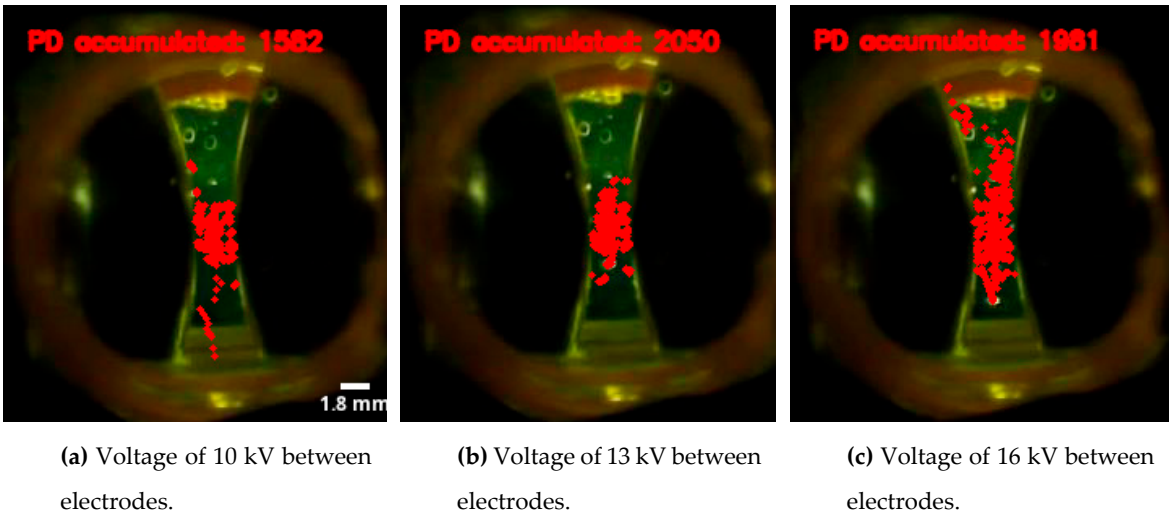 PD accumulated: 1582
PD accumulated: 2050
PD accumulated: 1981
1.8 mm
(a) Voltage of 10 kV between
electrodes.
(b) Voltage of 13 kV between
electrodes.
(c) Voltage of 16 kV between
electrodes.